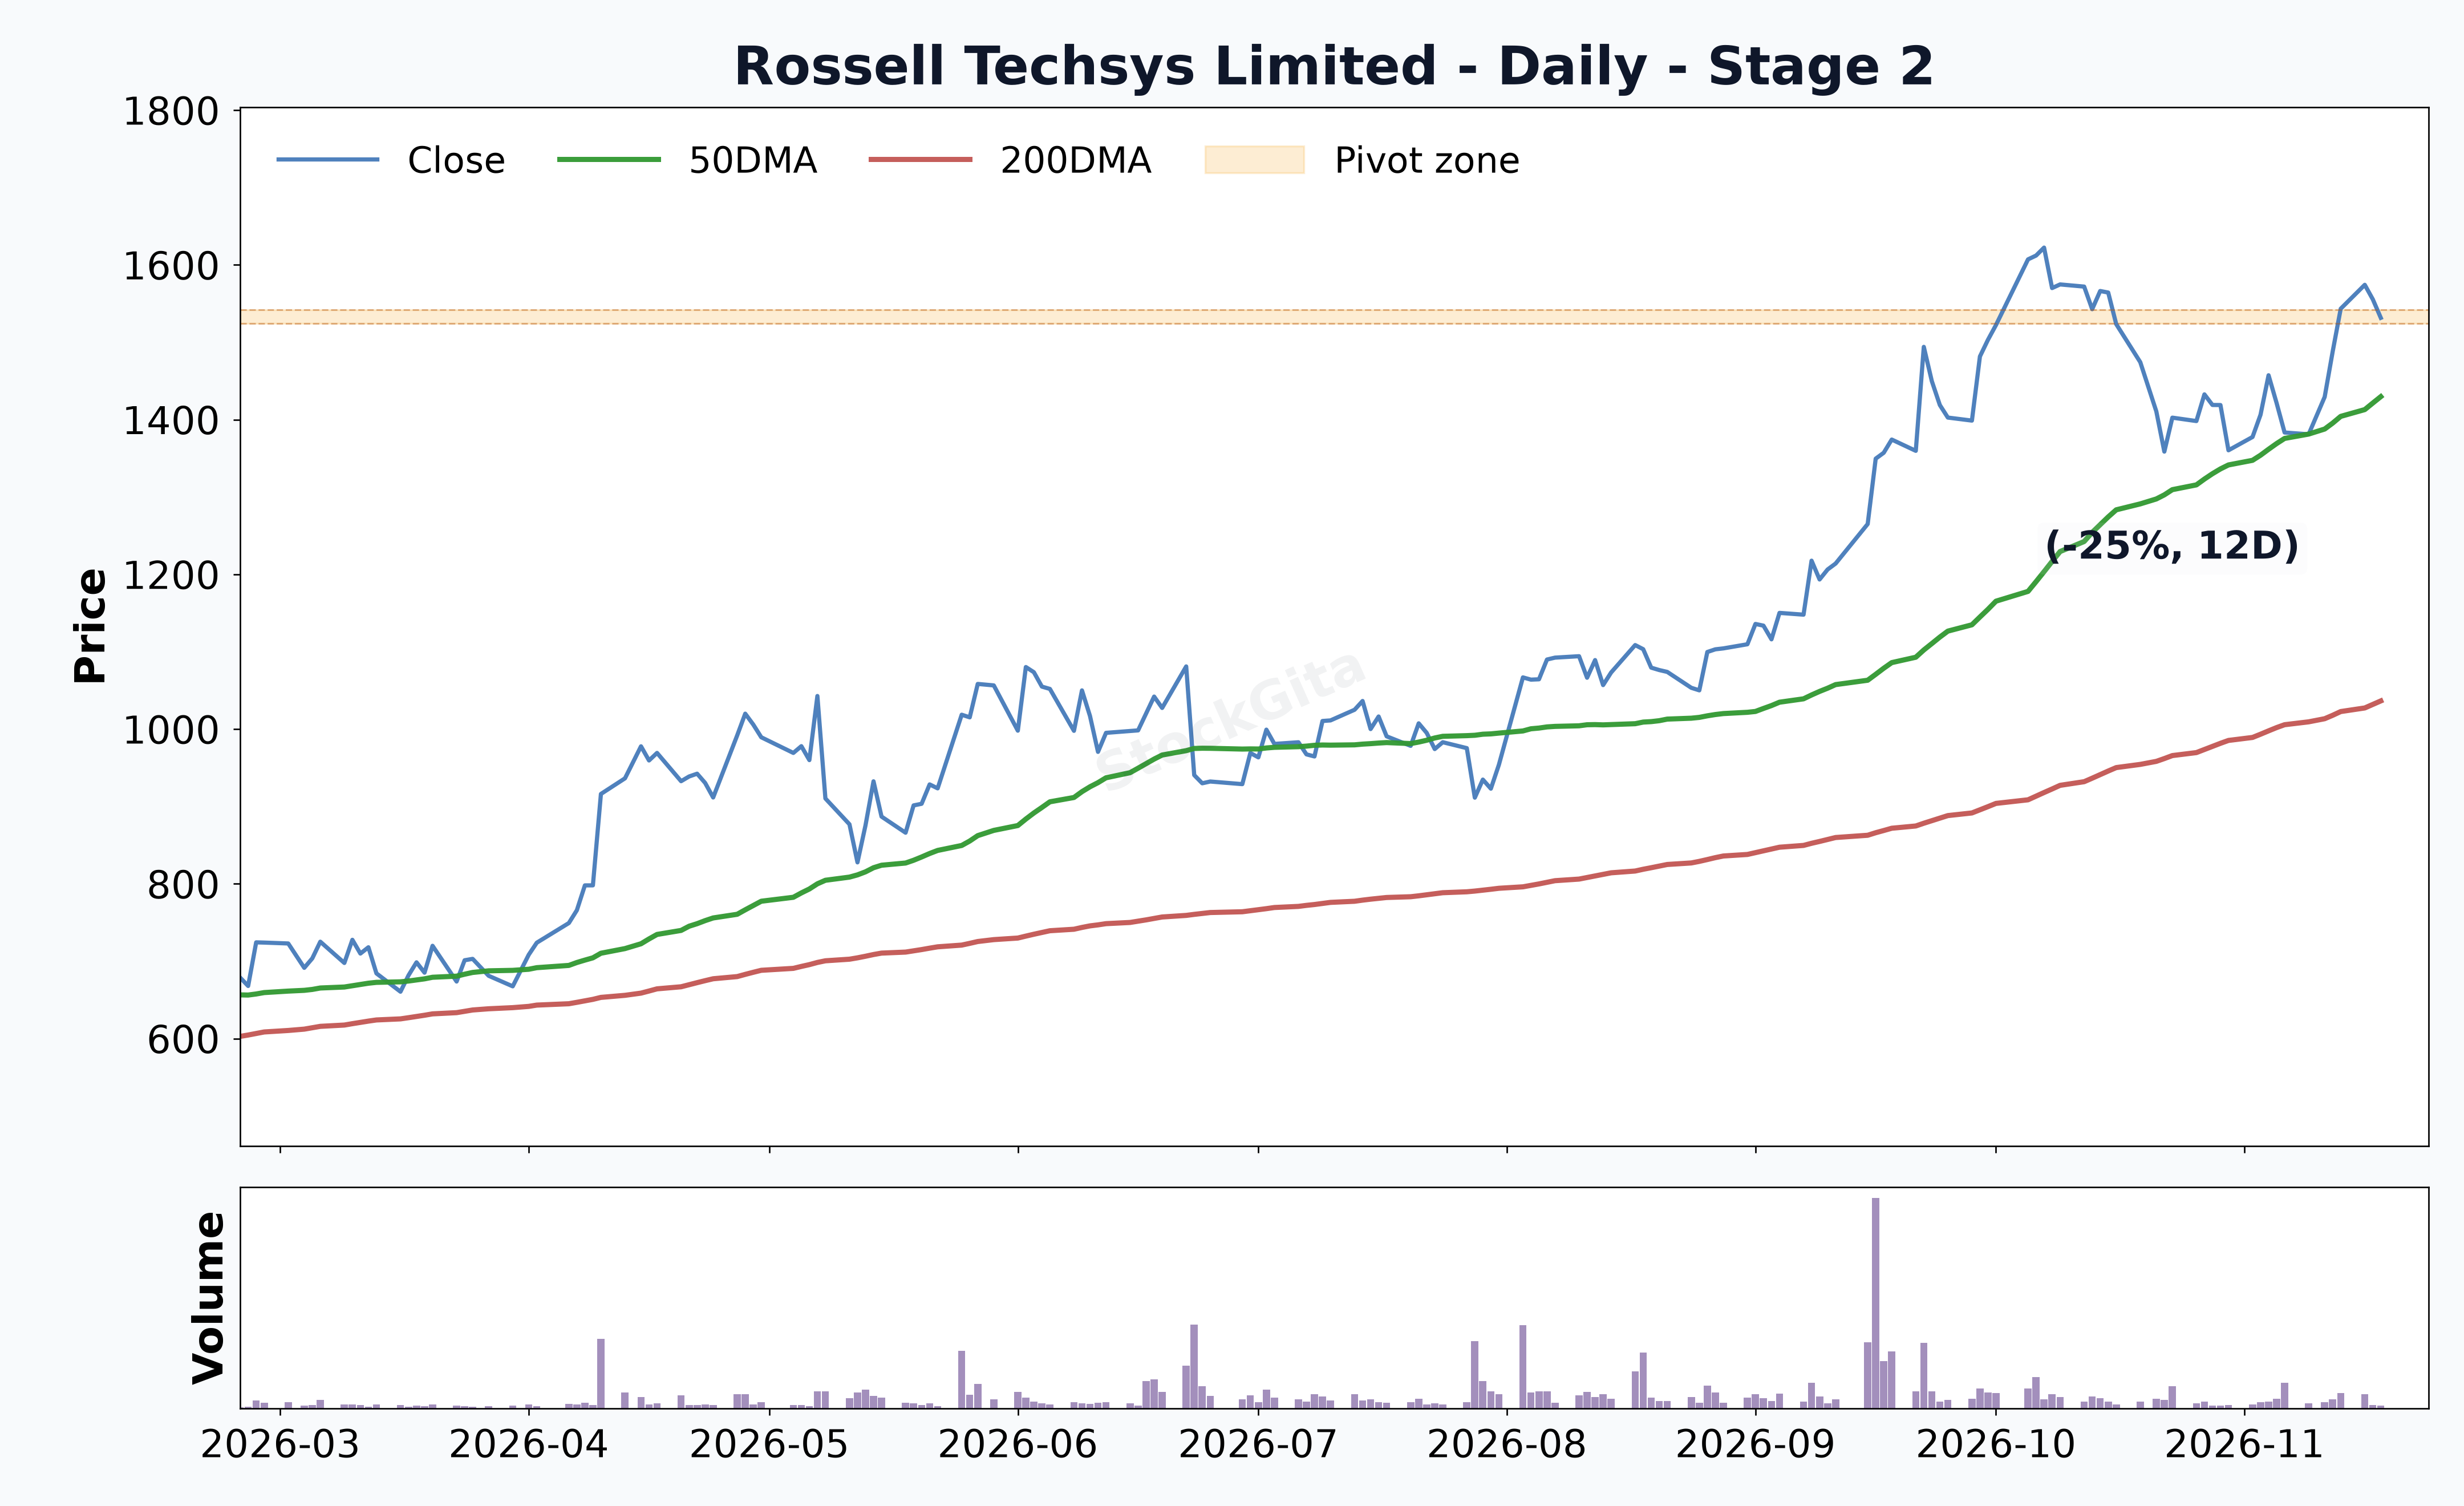 Rossell Techsys Limited - Daily - Stage 2
Close 50DMA 200DMA Pivot zone
1800
1600
1400
1200
1000
800
600
Price
(-25%, 12D)
StockGita
Volume
2026-03 2026-04 2026-05 2026-06 2026-07 2026-08 2026-09 2026-10 2026-11